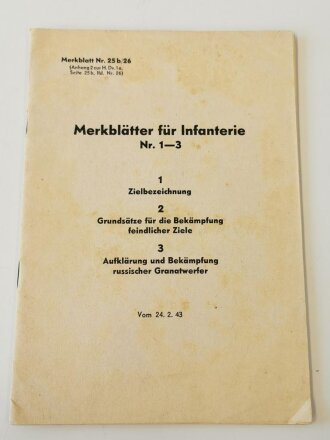 Merkblatt Nr. 25 b/26
(Anhang 2 zur H. Dv. 1 a,
Seite 25 b, lfd. Nr. 26)
Merkblätter für Infanterie
Nr. 1—3
1
Zielbezeichnung
2
Grundsätze für die Bekämpfung
feindlicher Ziele
3
Aufklärung und Bekämpfung
russischer Granatwerfer
Vom 24. 2. 43